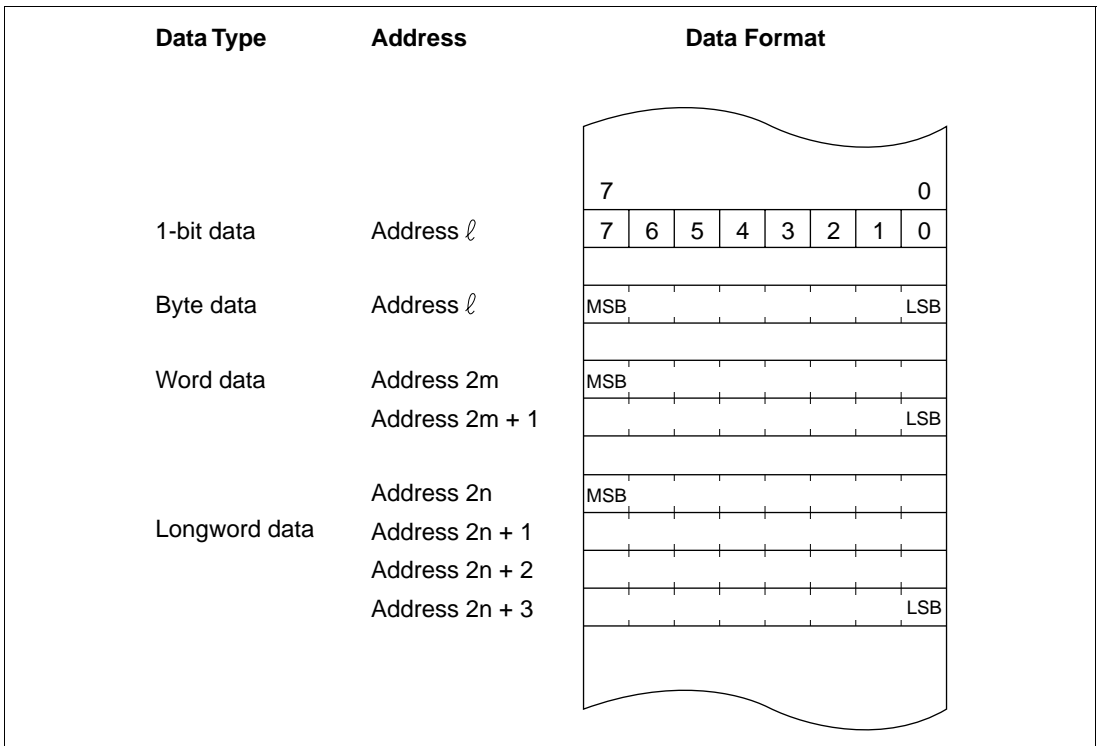 Data Type Address Data Format
7 0
1-bit data Address ℓ 7 6 5 4 3 2 1 0
Byte data Address ℓ MSB LSB
Word data Address 2m MSB
Address 2m + 1 LSB
Address 2n MSB
Longword data Address 2n + 1
Address 2n + 2
Address 2n + 3 LSB